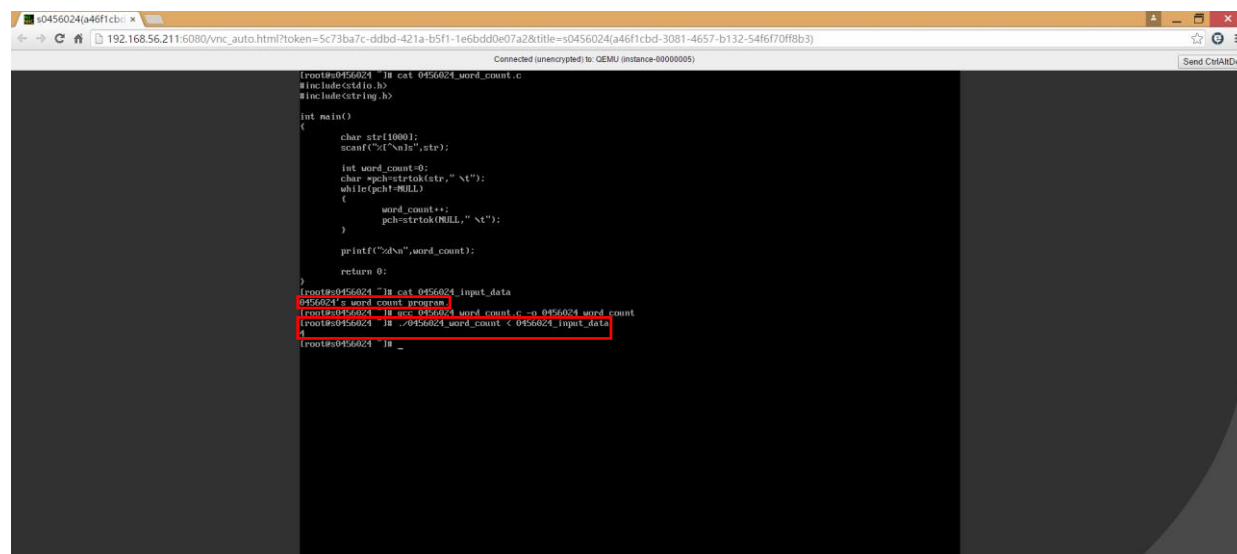 s0456024(a46f1cbd
192.168.56.211:6080/vnc_auto.html?token=5c73ba7c-ddbd-421a-b5f1-1e6bdd0e07a2&title=s0456024(a46f1cbd-3081-4657-b132-54f6f70ff8b3)
Connected (unencrypted) to: QEMU (instance-00000005)
Send CtrlAltDe
[root@s0456024 ~]# cat 0456024_word_count.c
#include<stdio.h>
#include<string.h>
int main()
{
char str[1000];
scanf("%[^\n]s",str);
int word_count=0;
char *pch=strtok(str," \t");
while(pch!=NULL)
{
word_count++;
pch=strtok(NULL," \t");
}
printf("%d\n",word_count);
return 0;
}
[root@s0456024 ~]# cat 0456024_input_data
0456024's word count program.
[root@s0456024 ~]# gcc 0456024_word_count.c -o 0456024_word_count
[root@s0456024 ~]# ./0456024_word_count < 0456024_input_data
4
[root@s0456024 ~]# _